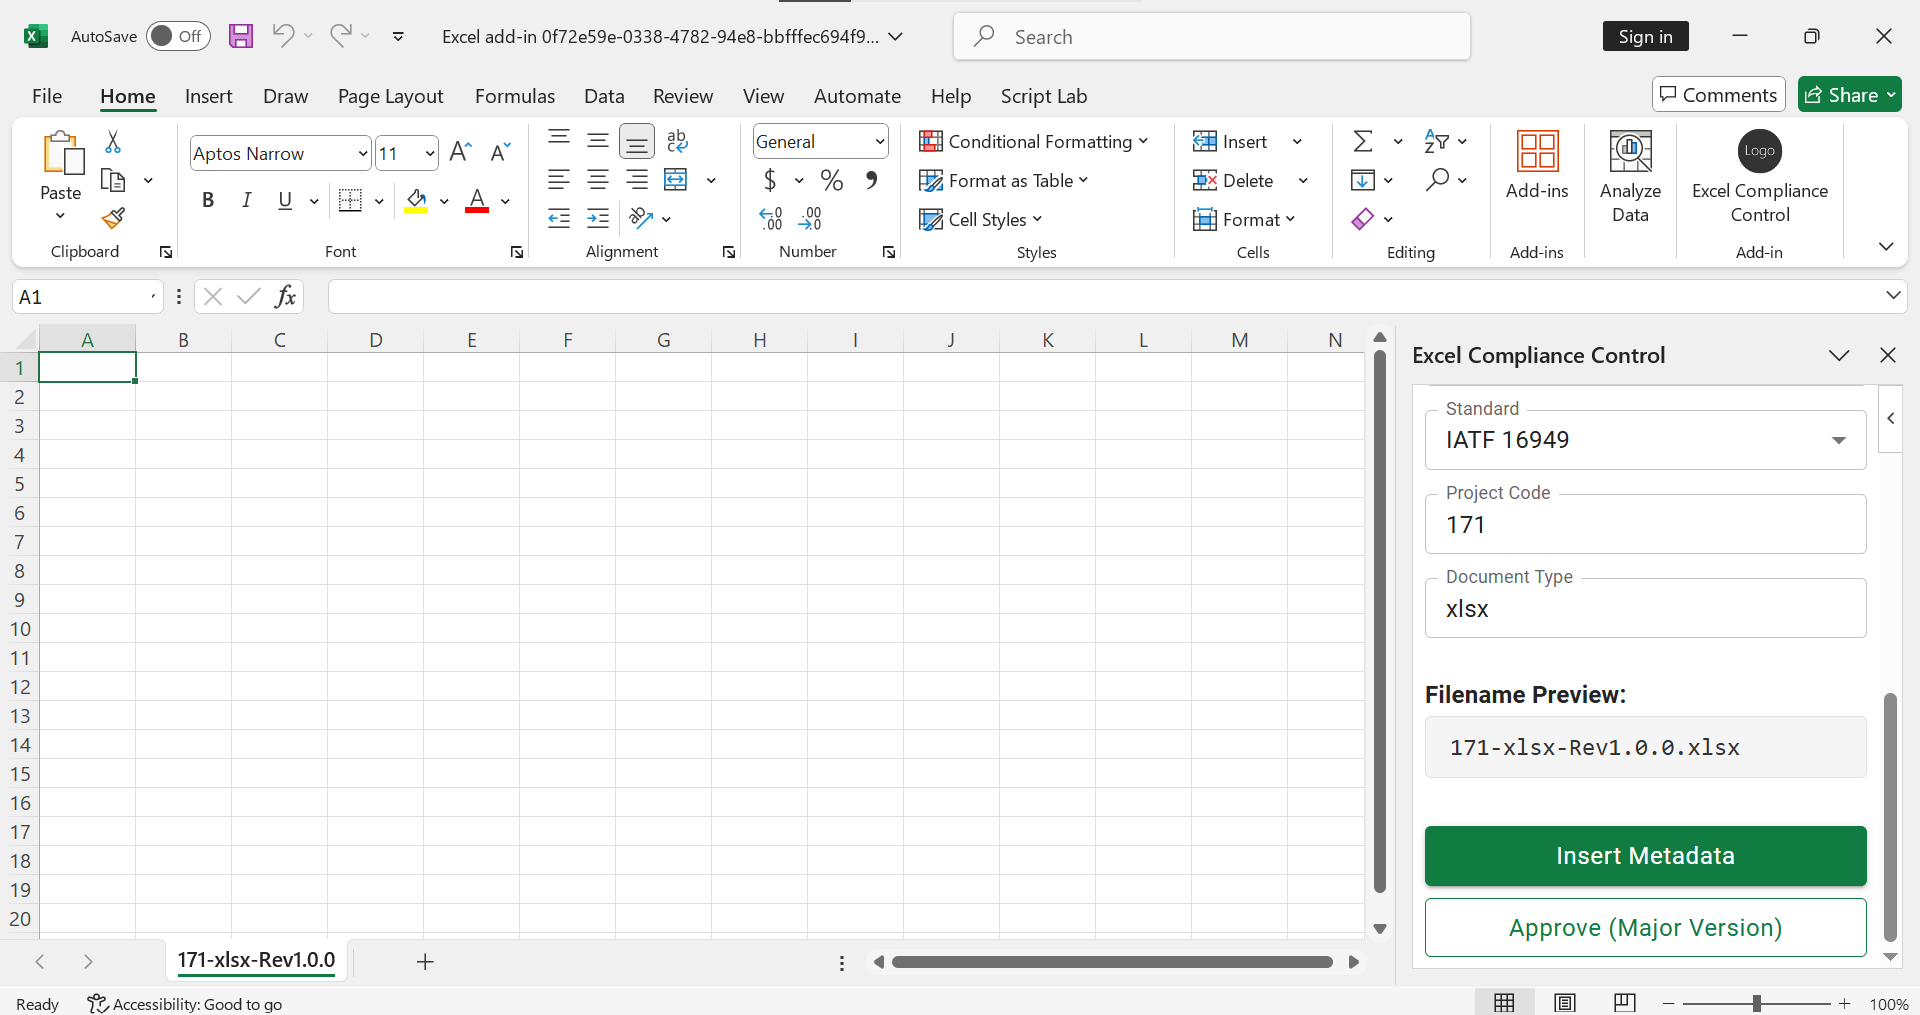 AutoSave Off Excel add-in 0f72e59e-0338-4782-94e8-bbfffec694f9... Search Sign in
File Home Insert Draw Page Layout Formulas Data Review View Automate Help Script Lab Comments Share
Paste
Clipboard
Aptos Narrow 11
B I U A
Font
ab
Alignment
General
$ % 9
Number
Conditional Formatting
Format as Table
Cell Styles
Styles
Insert
Delete
Format
Cells
Editing
Add-ins
Add-ins
Analyze
Data
Logo
Excel Compliance
Control
Add-in
A1 fx
A B C D E F G H I J K L M N
1
2
3
4
5
6
7
8
9
10
11
12
13
14
15
16
17
18
19
20
Excel Compliance Control
Standard
IATF 16949
Project Code
171
Document Type
xlsx
Filename Preview:
171-xlsx-Rev1.0.0.xlsx
Insert Metadata
Approve (Major Version)
171-xlsx-Rev1.0.0
Ready Accessibility: Good to go 100%